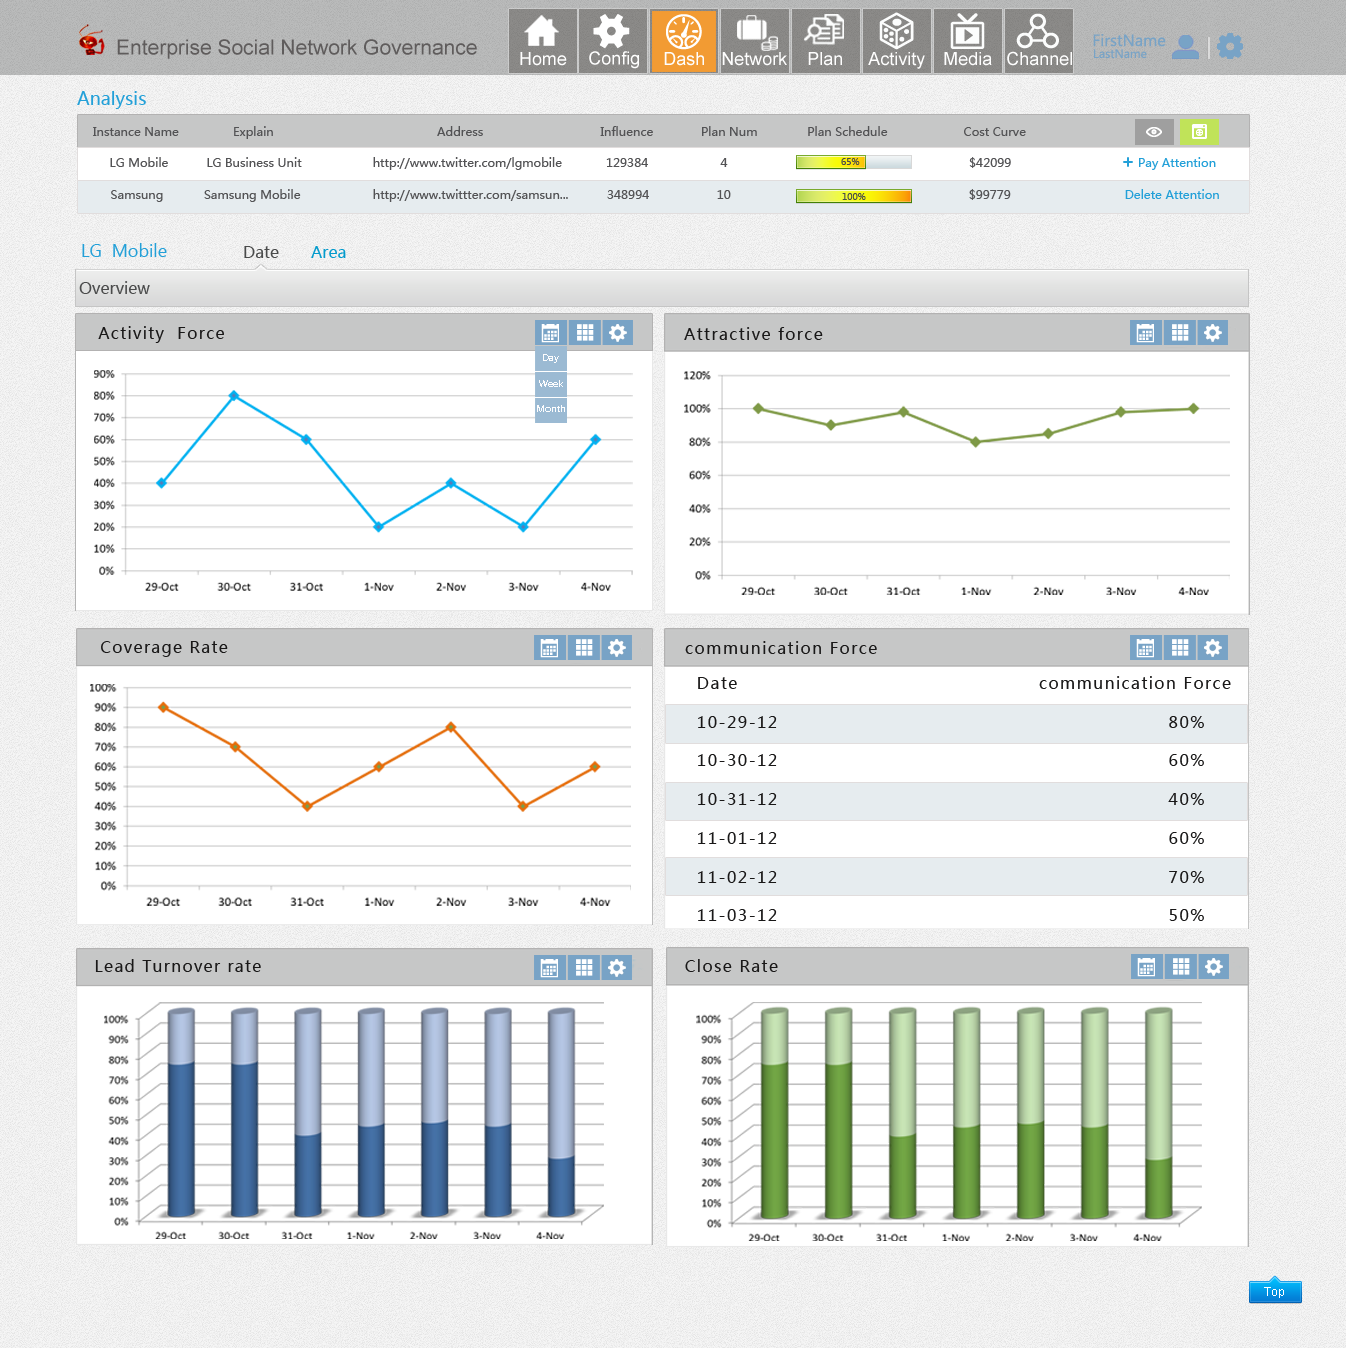 Enterprise Social Network Governance
Home Config Dash Network Plan Activity Media Channel
FirstName
LastName
Analysis
Instance Name Explain Address Influence Plan Num Plan Schedule Cost Curve
LG Mobile LG Business Unit http://www.twitter.com/lgmobile 129384 4 65% $42099 + Pay Attention
Samsung Samsung Mobile http://www.twittter.com/samsun... 348994 10 100% $99779 Delete Attention
LG Mobile Date Area
Overview
Activity Force
Day
Week
Month
90%
80%
70%
60%
50%
40%
30%
20%
10%
0%
29-Oct 30-Oct 31-Oct 1-Nov 2-Nov 3-Nov 4-Nov
Attractive force
120%
100%
80%
60%
40%
20%
0%
29-Oct 30-Oct 31-Oct 1-Nov 2-Nov 3-Nov 4-Nov
Coverage Rate
100%
90%
80%
70%
60%
50%
40%
30%
20%
10%
0%
29-Oct 30-Oct 31-Oct 1-Nov 2-Nov 3-Nov 4-Nov
communication Force
Date communication Force
10-29-12 80%
10-30-12 60%
10-31-12 40%
11-01-12 60%
11-02-12 70%
11-03-12 50%
Lead Turnover rate
100%
90%
80%
70%
60%
50%
40%
30%
20%
10%
0%
29-Oct 30-Oct 31-Oct 1-Nov 2-Nov 3-Nov 4-Nov
Close Rate
100%
90%
80%
70%
60%
50%
40%
30%
20%
10%
0%
29-Oct 30-Oct 31-Oct 1-Nov 2-Nov 3-Nov 4-Nov
Top